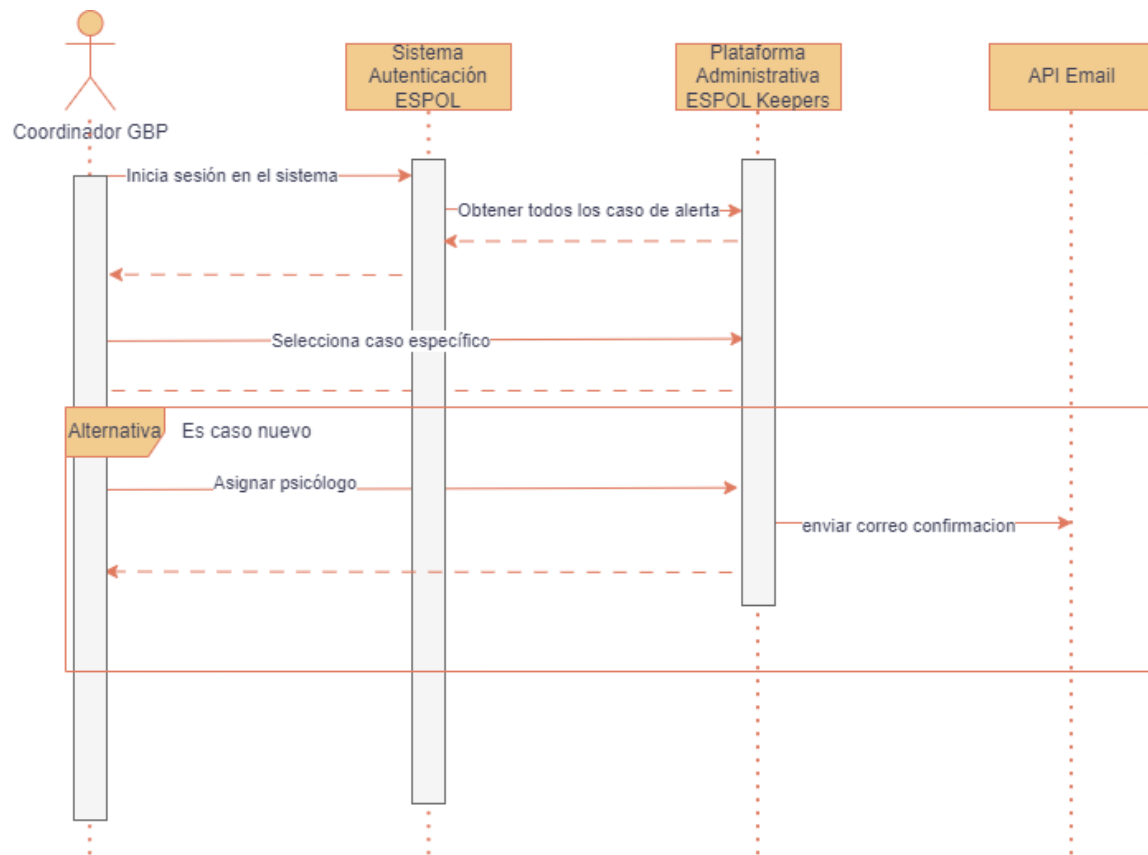 Sistema
Autenticación
ESPOL
Plataforma
Administrativa
ESPOL Keepers
API Email
Coordinador GBP
Inicia sesión en el sistema
Obtener todos los caso de alerta
Selecciona caso específico
Alternativa
Es caso nuevo
Asignar psicólogo
enviar correo confirmacion